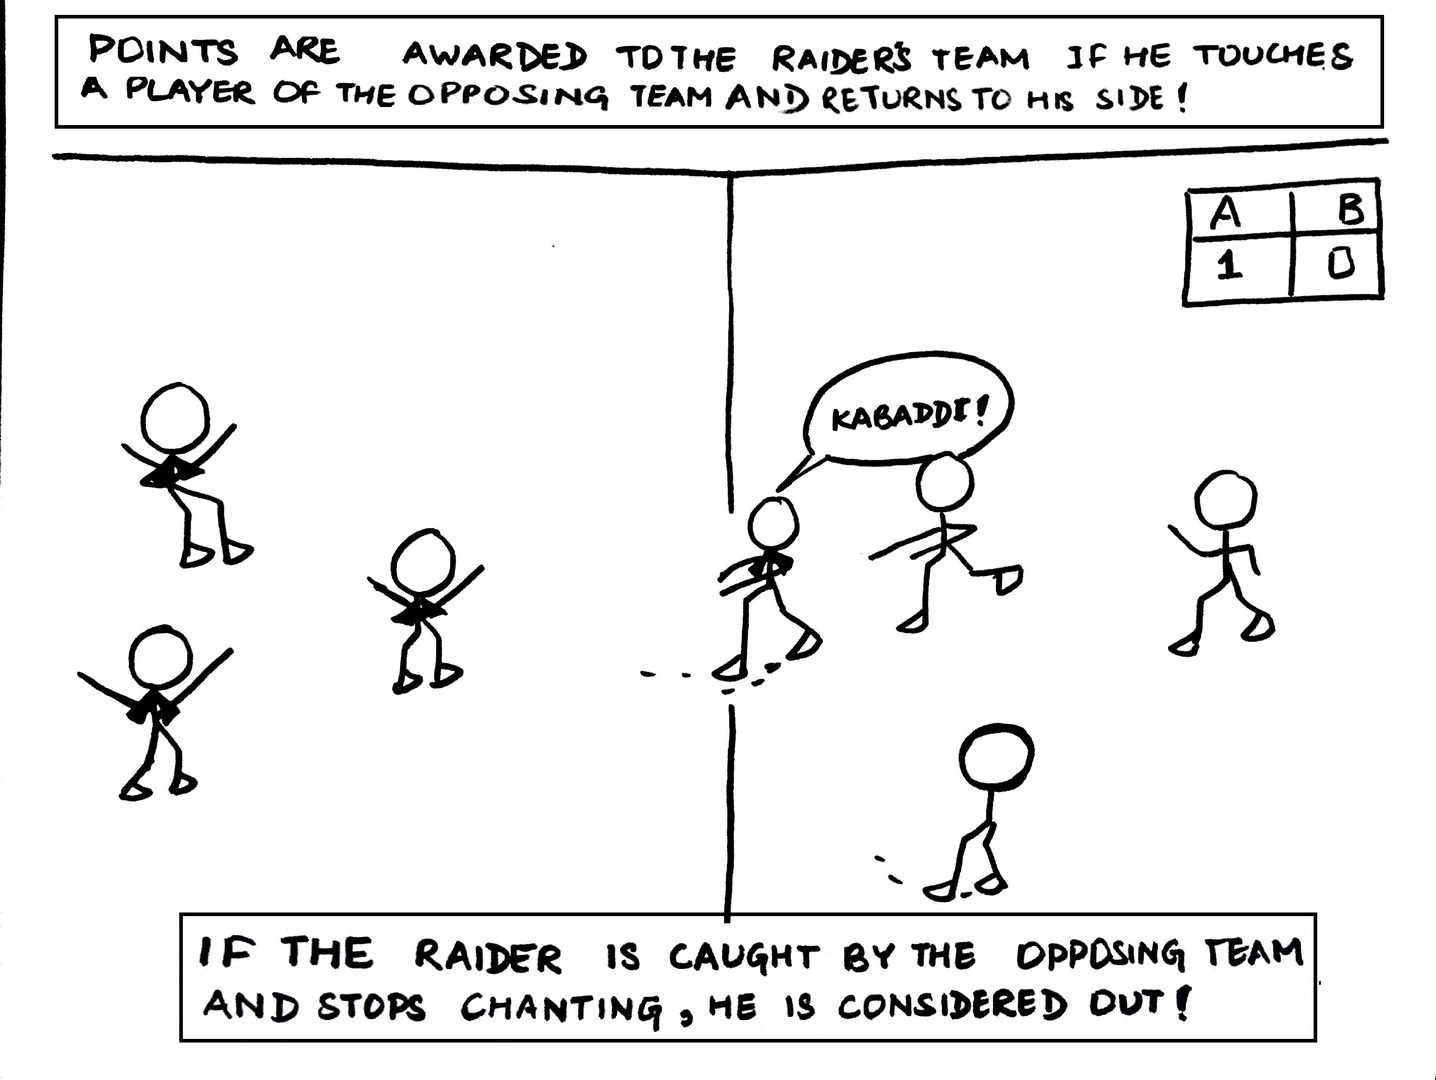 POINTS ARE AWARDED TO THE RAIDER'S TEAM IF HE TOUCHES
A PLAYER OF THE OPPOSING TEAM AND RETURNS TO HIS SIDE!
A B
1 0
KABADDI!
IF THE RAIDER IS CAUGHT BY THE OPPOSING TEAM
AND STOPS CHANTING, HE IS CONSIDERED OUT!